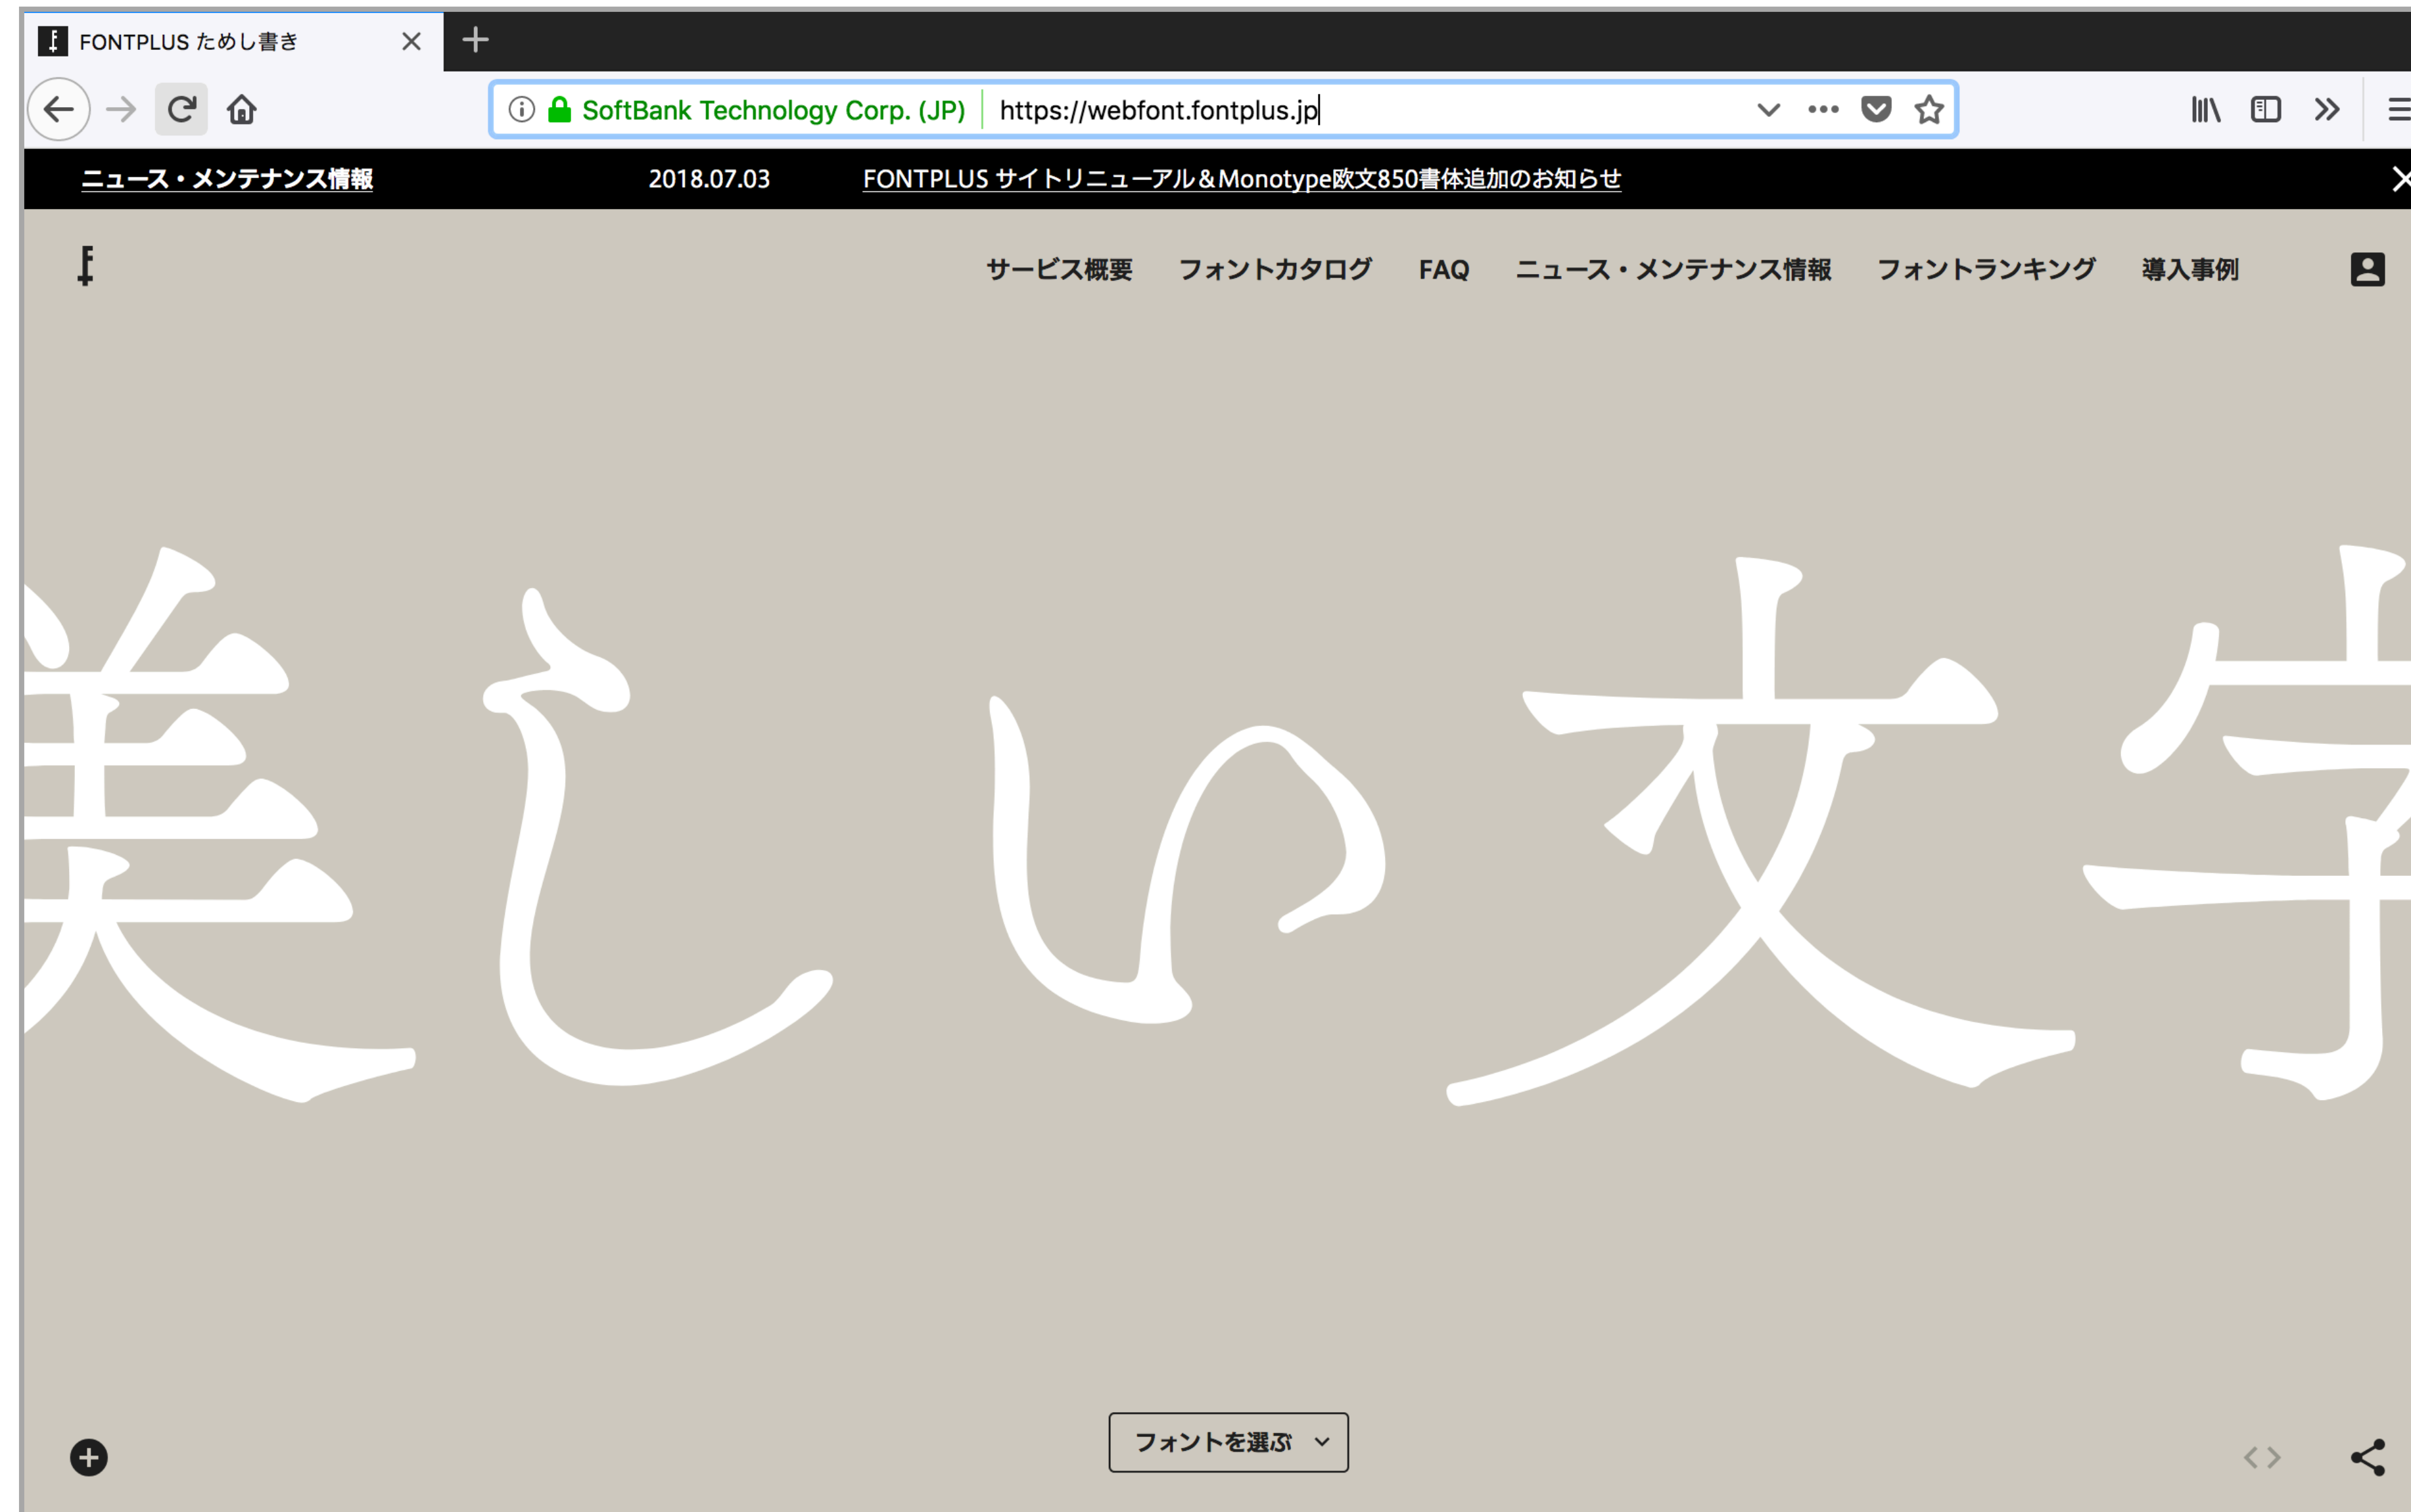 FONTPLUS ためし書き
SoftBank Technology Corp. (JP) https://webfont.fontplus.jp
ニュース・メンテナンス情報 2018.07.03 FONTPLUS サイトリニューアル＆Monotype欧文850書体追加のお知らせ
サービス概要 フォントカタログ FAQ ニュース・メンテナンス情報 フォントランキング 導入事例
美しい文字
フォントを選ぶ